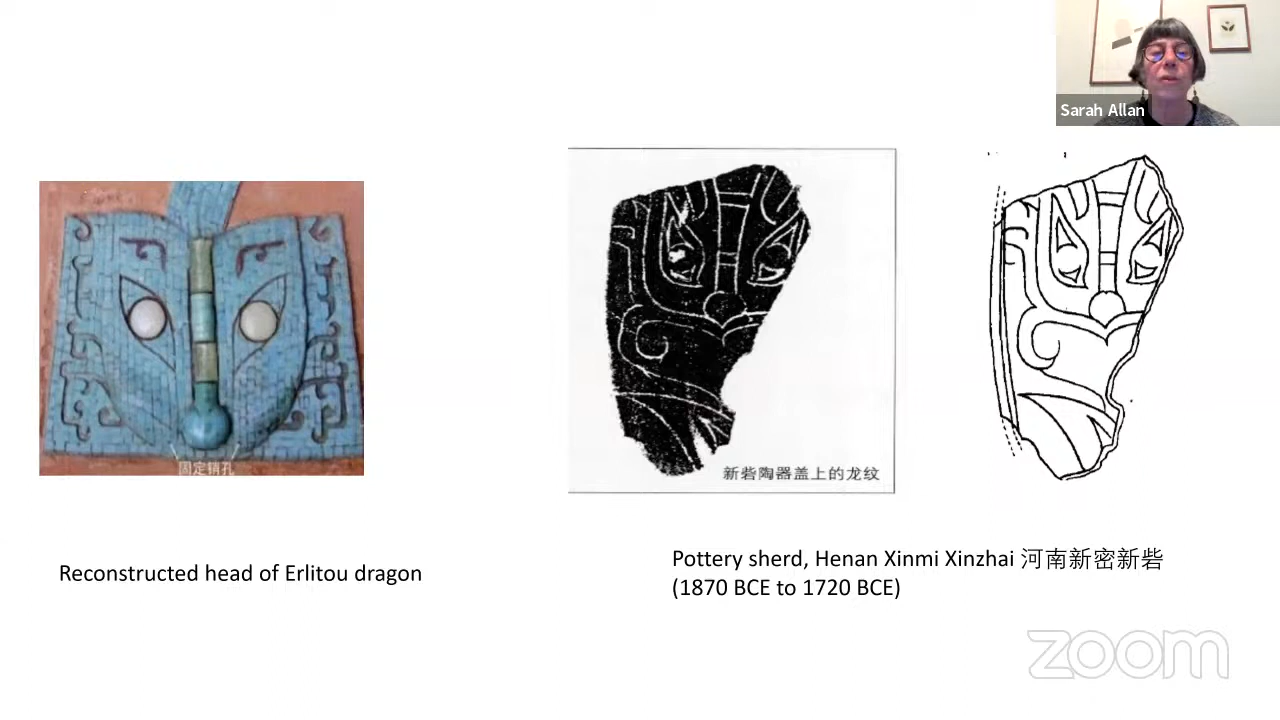 Sarah Allan
固定销孔
新砦陶器盖上的龙纹
Reconstructed head of Erlitou dragon
Pottery sherd, Henan Xinmi Xinzhai 河南新密新砦
(1870 BCE to 1720 BCE)
zoom